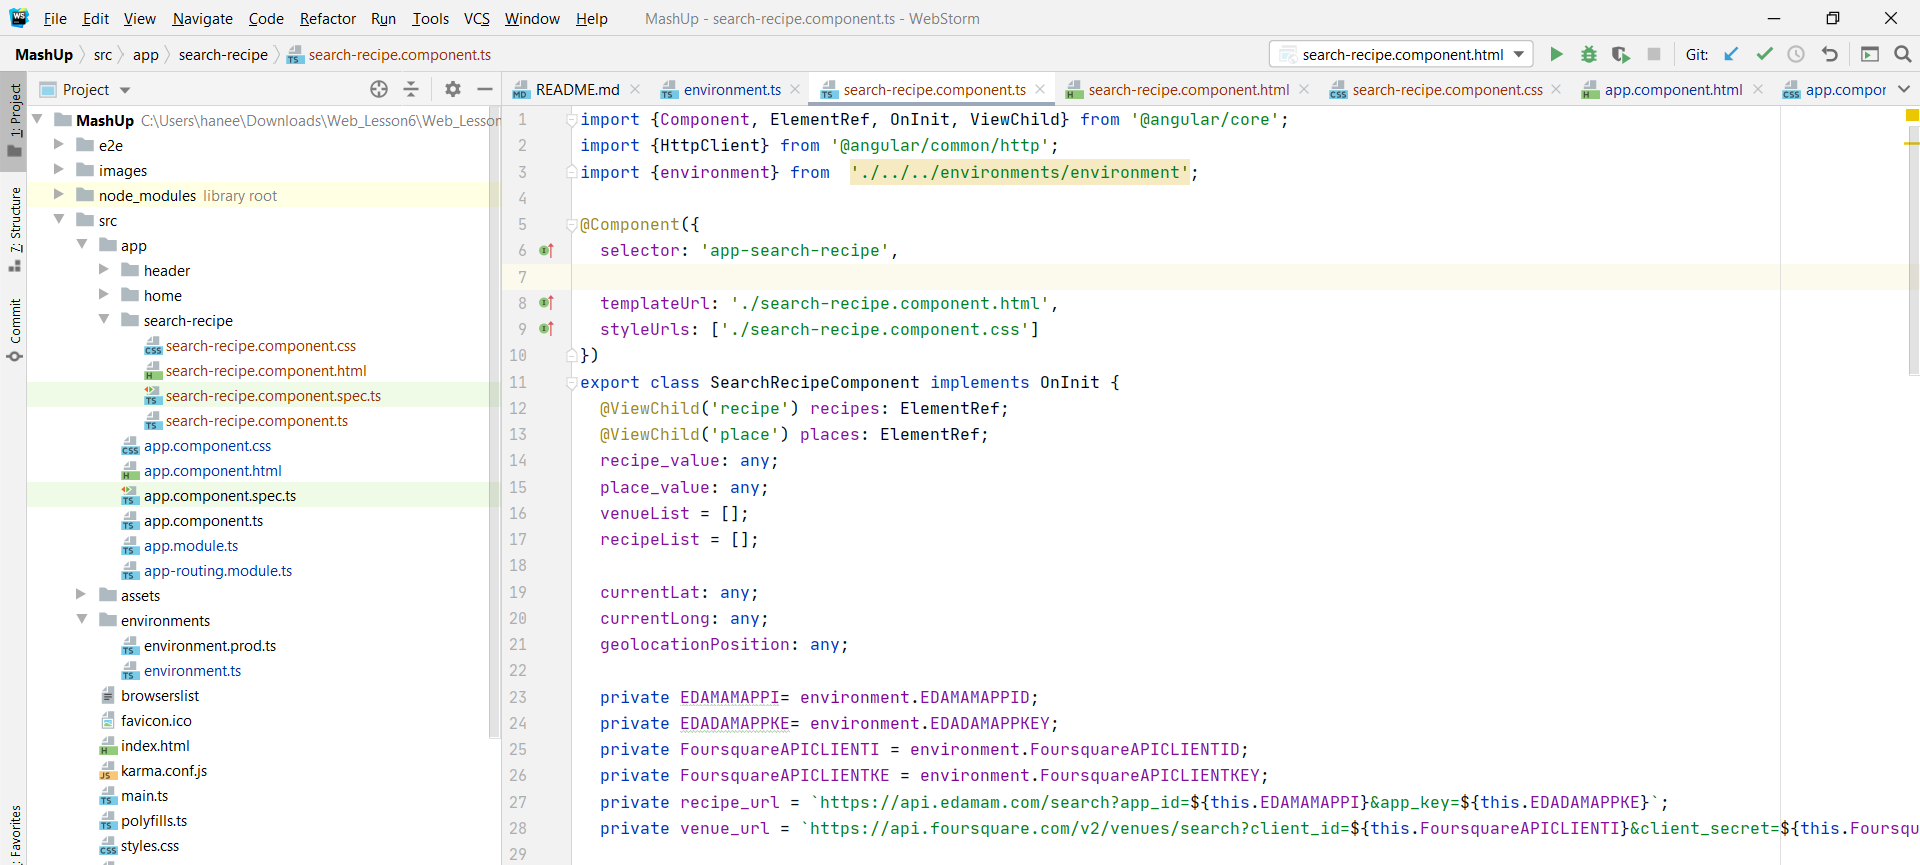 File Edit View Navigate Code Refactor Run Tools VCS Window Help MashUp - search-recipe.component.ts - WebStorm
MashUp src app search-recipe search-recipe.component.ts search-recipe.component.html Git:
Project README.md environment.ts search-recipe.component.ts search-recipe.component.html search-recipe.component.css app.component.html app.compor
1: Project
7: Structure
Commit
Favorites
MashUp C:\Users\hanee\Downloads\Web_Lesson6\Web_Lesson
e2e
images
node_modules library root
src
app
header
home
search-recipe
search-recipe.component.css
search-recipe.component.html
search-recipe.component.spec.ts
search-recipe.component.ts
app.component.css
app.component.html
app.component.spec.ts
app.component.ts
app.module.ts
app-routing.module.ts
assets
environments
environment.prod.ts
environment.ts
browserslist
favicon.ico
index.html
karma.conf.js
main.ts
polyfills.ts
styles.css
1 import {Component, ElementRef, OnInit, ViewChild} from '@angular/core';
2 import {HttpClient} from '@angular/common/http';
3 import {environment} from './../../environments/environment';
4
5 @Component({
6 selector: 'app-search-recipe',
7
8 templateUrl: './search-recipe.component.html',
9 styleUrls: ['./search-recipe.component.css']
10 })
11 export class SearchRecipeComponent implements OnInit {
12 @ViewChild('recipe') recipes: ElementRef;
13 @ViewChild('place') places: ElementRef;
14 recipe_value: any;
15 place_value: any;
16 venueList = [];
17 recipeList = [];
18
19 currentLat: any;
20 currentLong: any;
21 geolocationPosition: any;
22
23 private EDAMAMAPPI= environment.EDAMAMAPPID;
24 private EDADAMAPPKE= environment.EDADAMAPPKEY;
25 private FoursquareAPICLIENTI = environment.FoursquareAPICLIENTID;
26 private FoursquareAPICLIENTKE = environment.FoursquareAPICLIENTKEY;
27 private recipe_url = `https://api.edamam.com/search?app_id=${this.EDAMAMAPPI}&app_key=${this.EDADAMAPPKE}`;
28 private venue_url = `https://api.foursquare.com/v2/venues/search?client_id=${this.FoursquareAPICLIENTI}&client_secret=${this.Foursqu
29